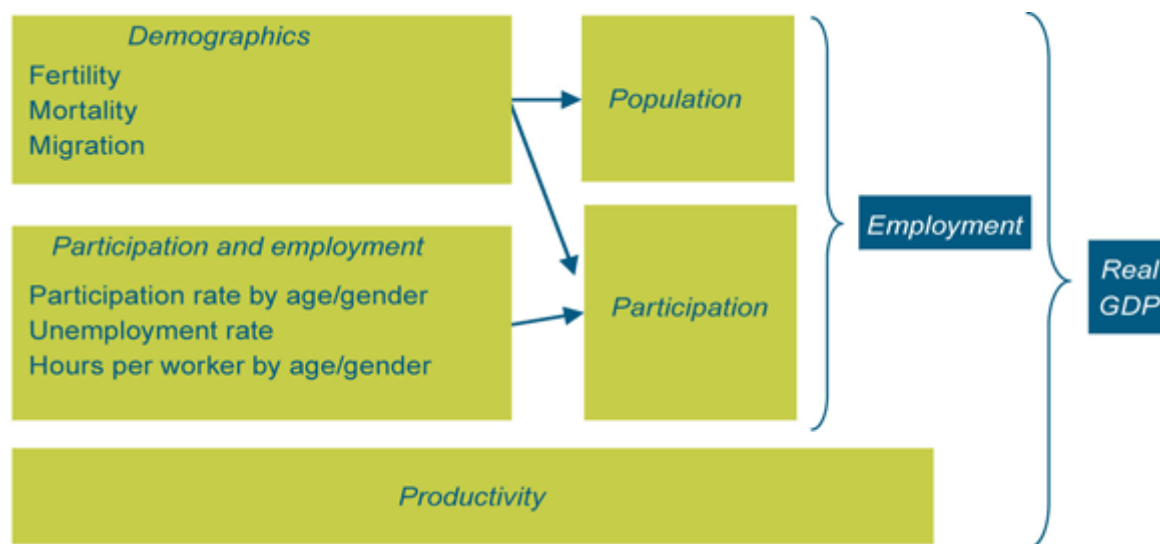 Demographics
Fertility
Mortality
Migration
Population
Participation and employment
Participation rate by age/gender
Unemployment rate
Hours per worker by age/gender
Participation
Employment
Productivity
Real
GDP